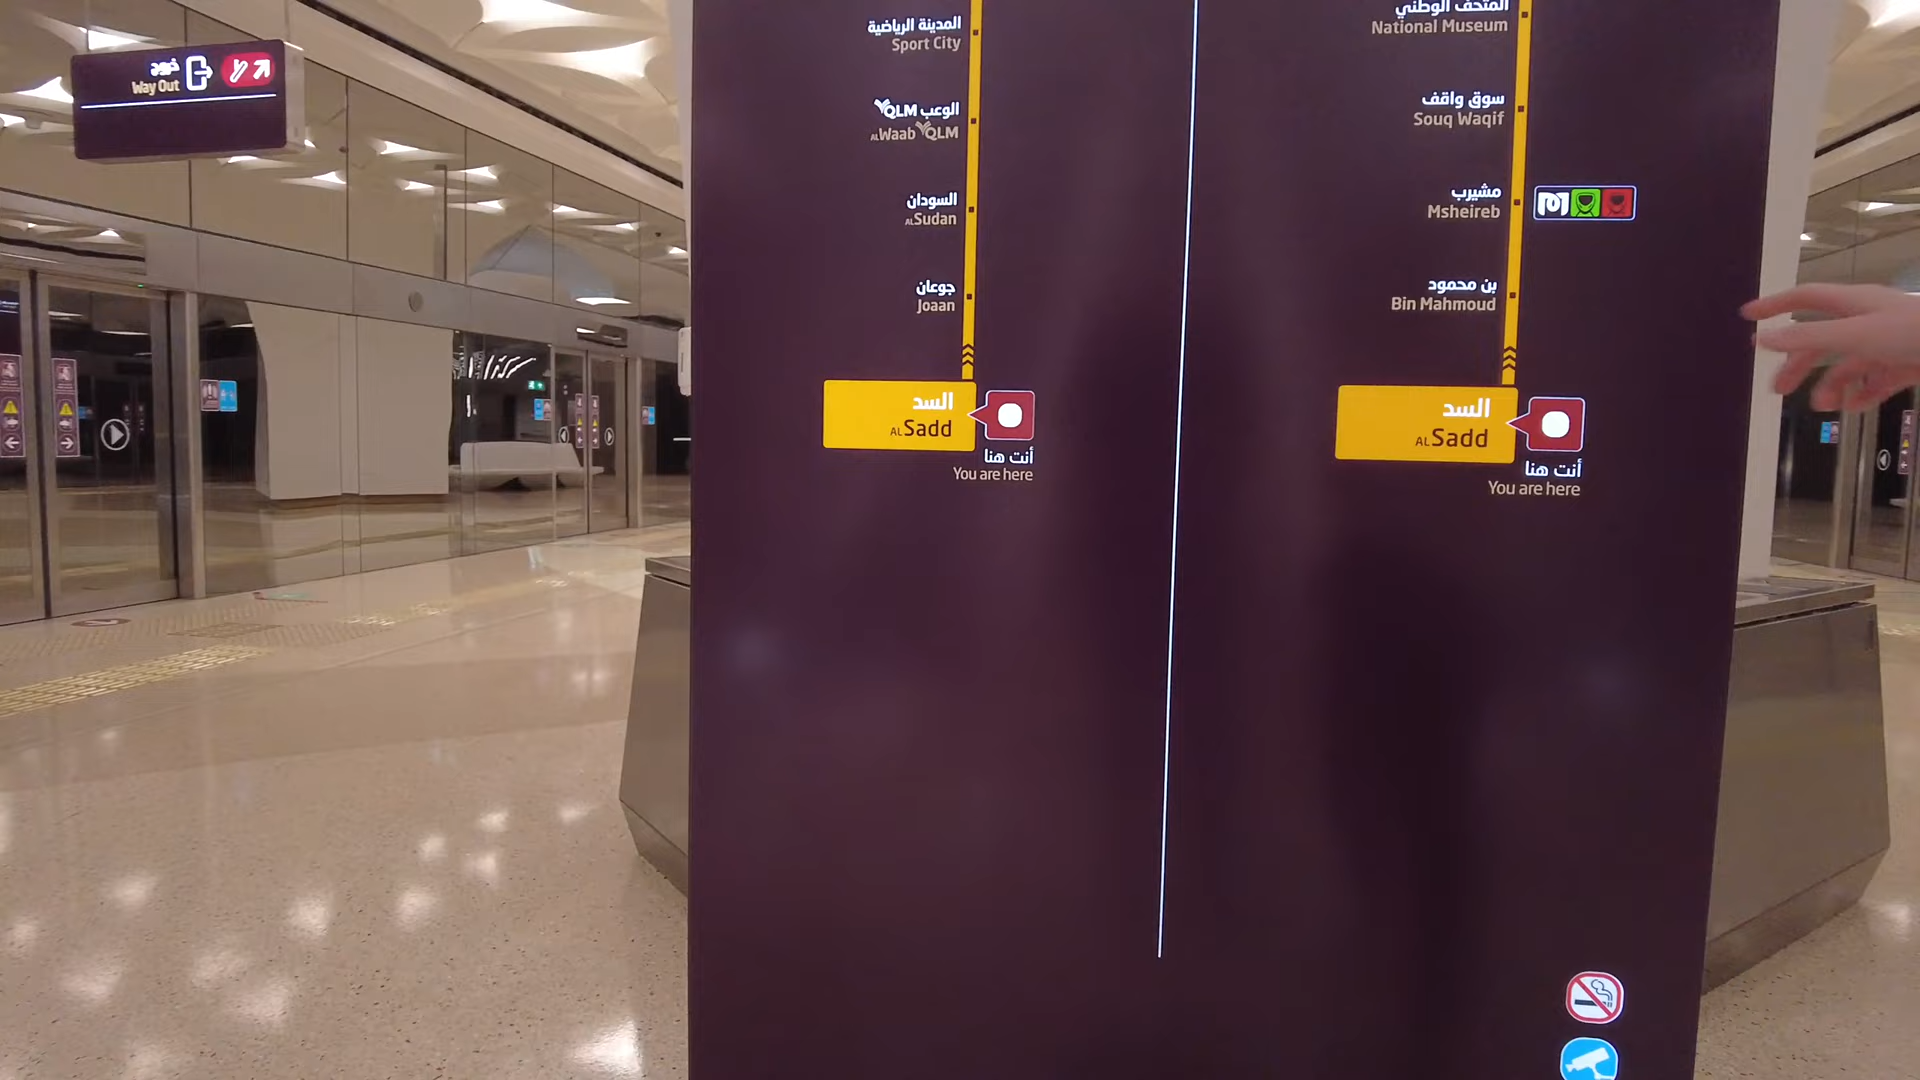 خروج
Way Out
المدينة الرياضية
Sport City
الوعب QLM
AL Waab QLM
السودان
AL Sudan
جوعان
Joaan
السد
AL Sadd
أنت هنا
You are here
المتحف الوطني
National Museum
سوق واقف
Souq Waqif
مشيرب
Msheireb
بن محمود
Bin Mahmoud
السد
AL Sadd
أنت هنا
You are here